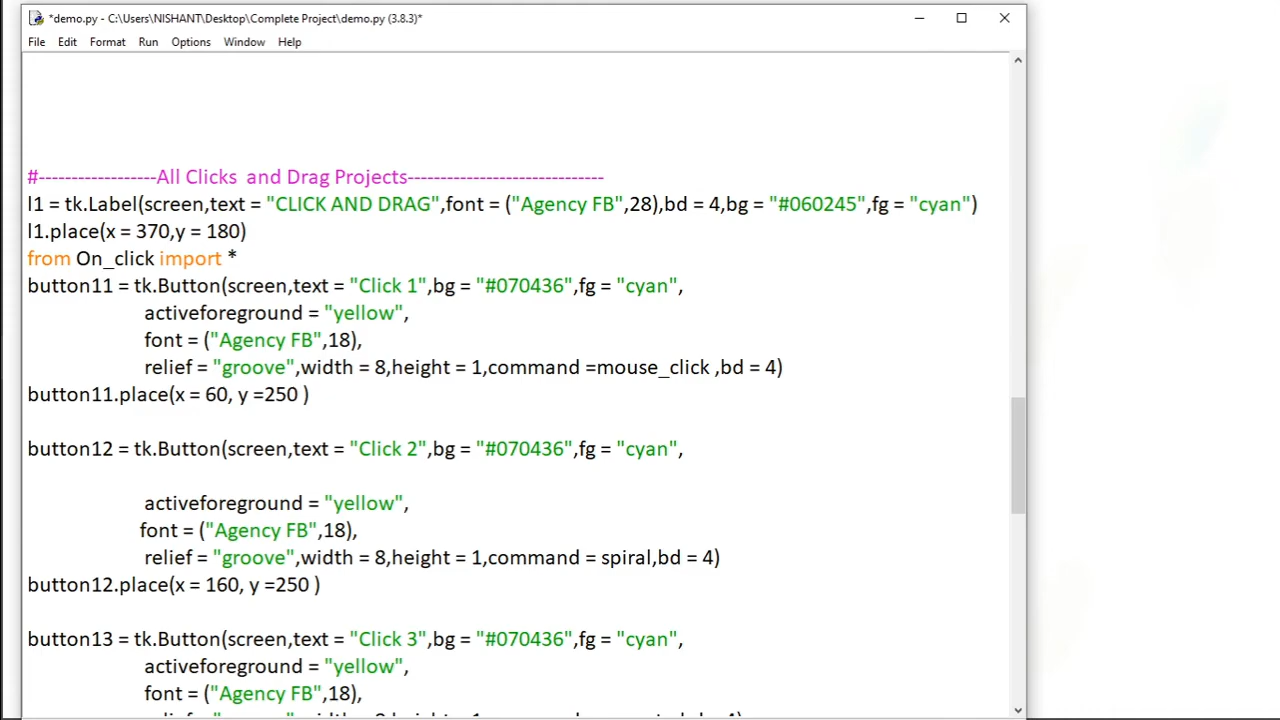 *demo.py - C:\Users\NISHANT\Desktop\Complete Project\demo.py (3.8.3)*
File Edit Format Run Options Window Help
#------------------All Clicks  and Drag Projects------------------------------
l1 = tk.Label(screen,text = "CLICK AND DRAG",font = ("Agency FB",28),bd = 4,bg = "#060245",fg = "cyan")
l1.place(x = 370,y = 180)
from On_click import *
button11 = tk.Button(screen,text = "Click 1",bg = "#070436",fg = "cyan",
activeforeground = "yellow",
font = ("Agency FB",18),
relief = "groove",width = 8,height = 1,command =mouse_click ,bd = 4)
button11.place(x = 60, y =250 )
button12 = tk.Button(screen,text = "Click 2",bg = "#070436",fg = "cyan",
activeforeground = "yellow",
font = ("Agency FB",18),
relief = "groove",width = 8,height = 1,command = spiral,bd = 4)
button12.place(x = 160, y =250 )
button13 = tk.Button(screen,text = "Click 3",bg = "#070436",fg = "cyan",
activeforeground = "yellow",
font = ("Agency FB",18),